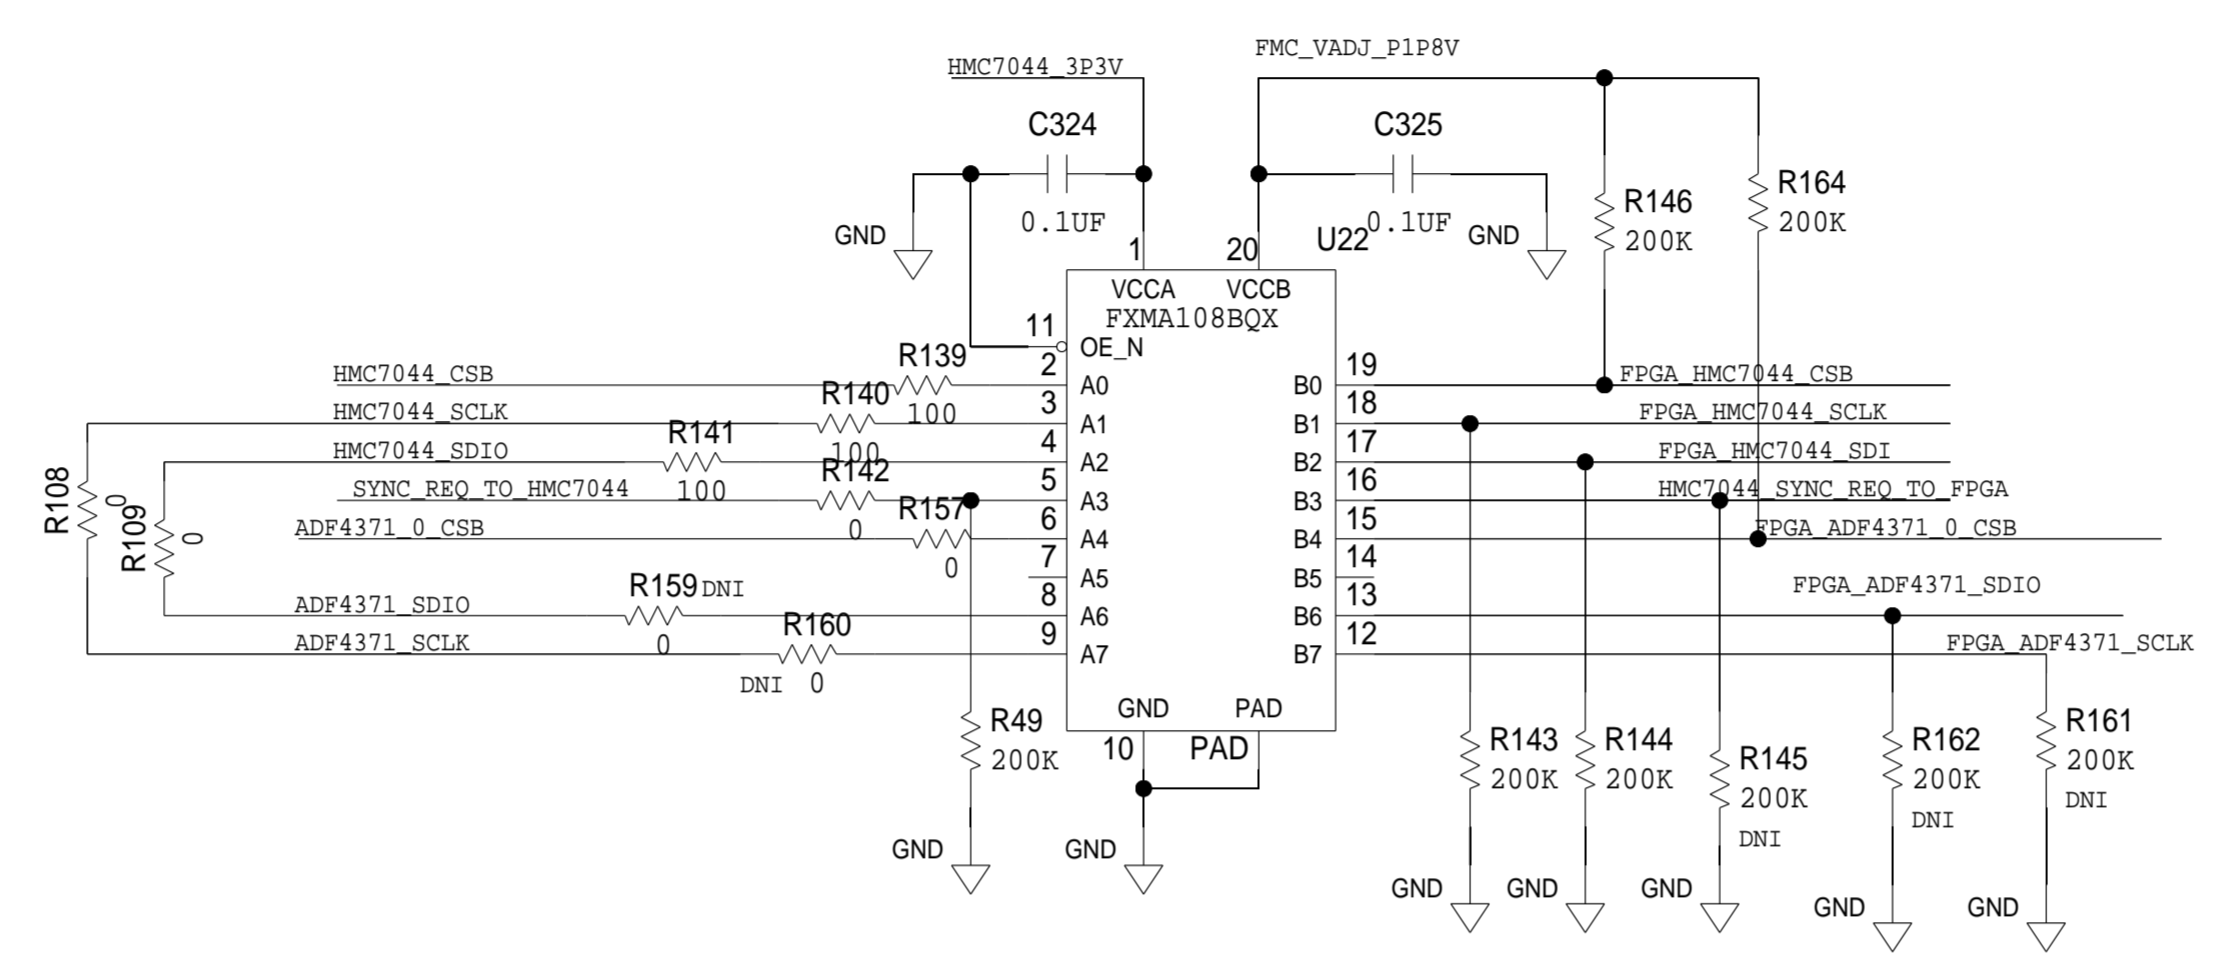 FMC_VADJ_P1P8V
HMC7044_3P3V
C324
C325
R164
R146
200K
200K
0.1UF
U22
0.1UF
GND
GND
1
20
VCCA
VCCB
FXMA108BQX
11
OE_N
R139
2
19
HMC7044_CSB
A0
B0
FPGA_HMC7044_CSB
R140
100
3
18
HMC7044_SCLK
A1
B1
FPGA_HMC7044_SCLK
R141
100
4
17
HMC7044_SDIO
A2
B2
FPGA_HMC7044_SDI
R142
100
5
16
SYNC_REQ_TO_HMC7044
A3
B3
HMC7044_SYNC_REQ_TO_FPGA
R108
0
R157
0
6
15
ADF4371_0_CSB
A4
B4
FPGA_ADF4371_0_CSB
R109
0
0
7
14
A5
B5
R159
DNI
8
13
FPGA_ADF4371_SDIO
ADF4371_SDIO
A6
B6
R160
0
9
12
ADF4371_SCLK
A7
B7
FPGA_ADF4371_SCLK
DNI
0
GND
PAD
10
PAD
R49
200K
R143
200K
R144
200K
R145
200K
DNI
R162
200K
DNI
R161
200K
DNI
GND
GND
GND
GND
GND
GND
GND